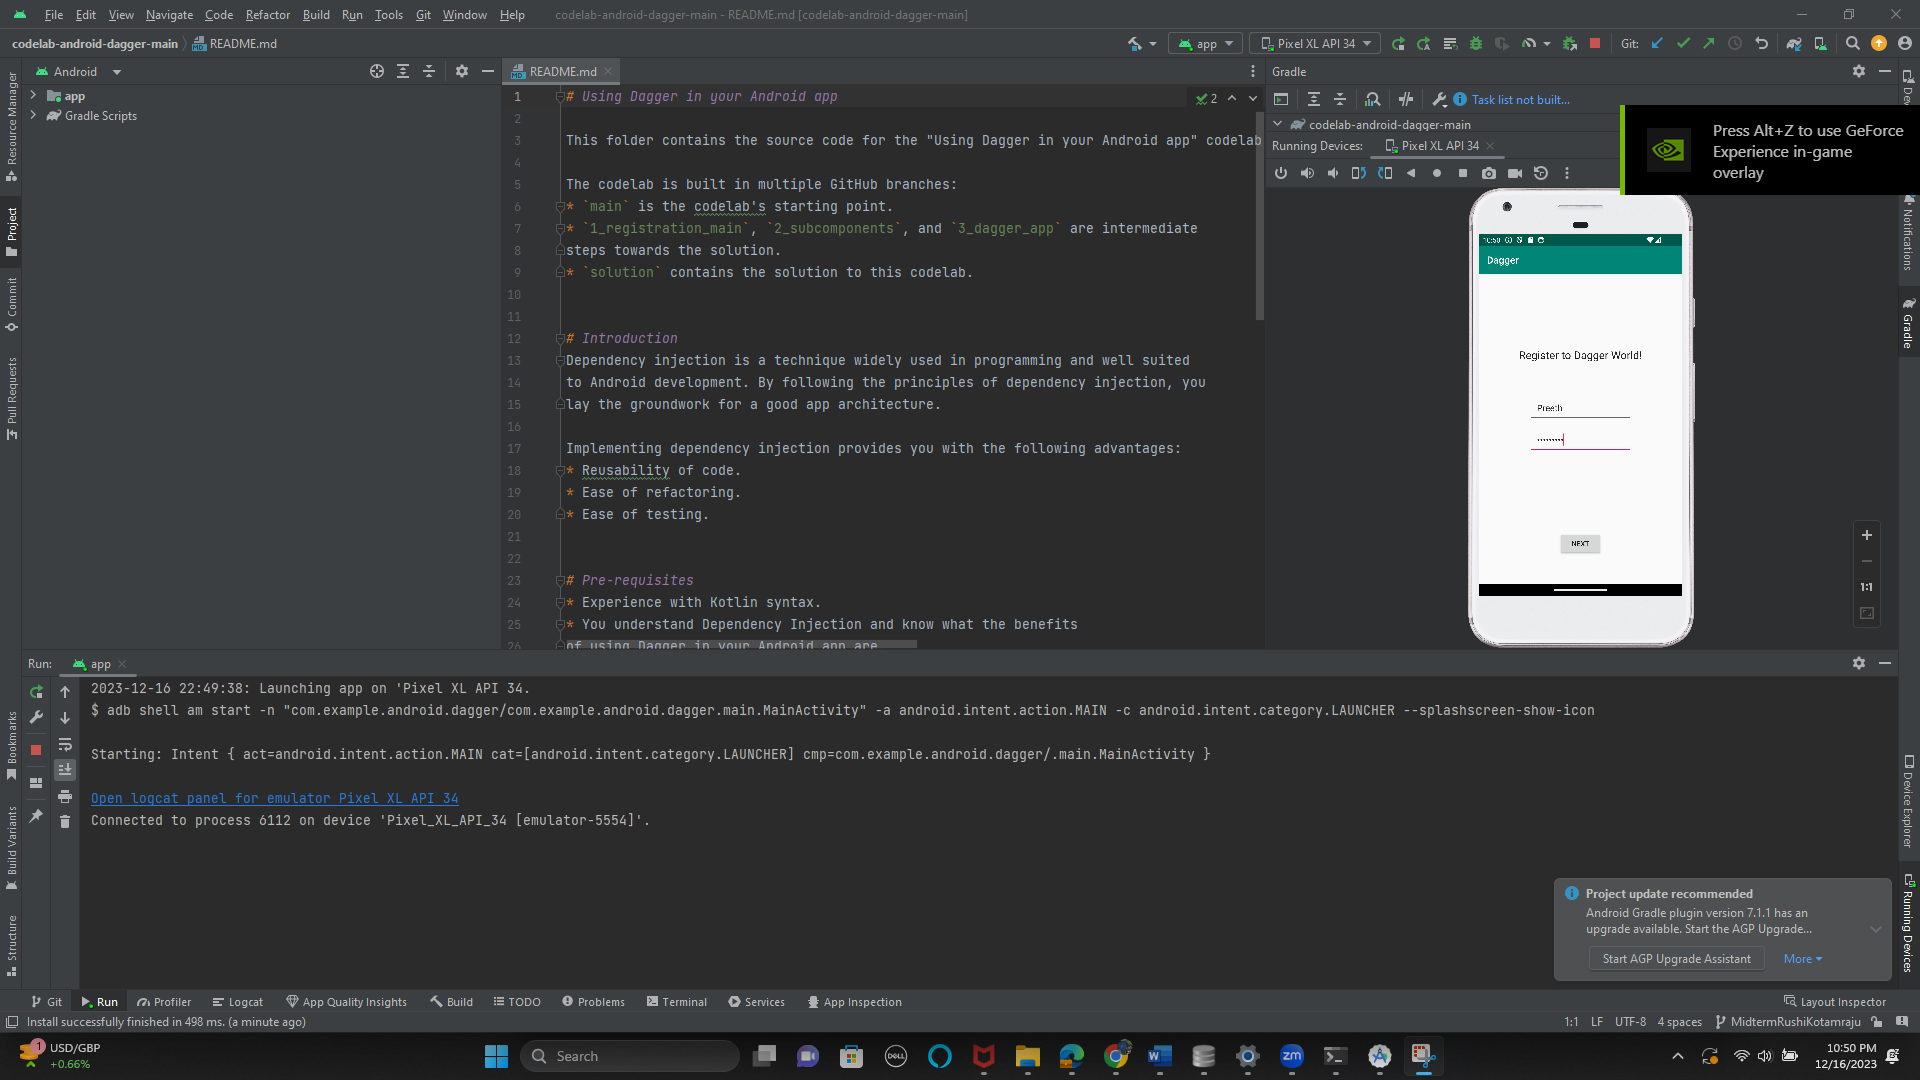 File Edit View Navigate Code Refactor Build Run Tools Git Window Help codelab-android-dagger-main - README.md [codelab-android-dagger-main]
codelab-android-dagger-main README.md app Pixel XL API 34 Git:
Android
app
Gradle Scripts
Resource Manager
Project
Commit
Pull Requests
Bookmarks
Build Variants
Structure
README.md
2
1 # Using Dagger in your Android app
2
3 This folder contains the source code for the "Using Dagger in your Android app" codelab
4
5 The codelab is built in multiple GitHub branches:
6 * `main` is the codelab's starting point.
7 * `1_registration_main`, `2_subcomponents`, and `3_dagger_app` are intermediate
8 steps towards the solution.
9 * `solution` contains the solution to this codelab.
10
11
12 # Introduction
13 Dependency injection is a technique widely used in programming and well suited
14 to Android development. By following the principles of dependency injection, you
15 lay the groundwork for a good app architecture.
16
17 Implementing dependency injection provides you with the following advantages:
18 * Reusability of code.
19 * Ease of refactoring.
20 * Ease of testing.
21
22
23 # Pre-requisites
24 * Experience with Kotlin syntax.
25 * You understand Dependency Injection and know what the benefits
26 of using Dagger in your Android app are
Gradle
Task list not built...
codelab-android-dagger-main
Running Devices: Pixel XL API 34
Press Alt+Z to use GeForce
Experience in-game
overlay
10:50
Dagger
Register to Dagger World!
Preeth
NEXT
1:1
Notifications
Gradle
Device Explorer
Running Devices
Run: app
2023-12-16 22:49:38: Launching app on 'Pixel XL API 34.
$ adb shell am start -n "com.example.android.dagger/com.example.android.dagger.main.MainActivity" -a android.intent.action.MAIN -c android.intent.category.LAUNCHER --splashscreen-show-icon
Starting: Intent { act=android.intent.action.MAIN cat=[android.intent.category.LAUNCHER] cmp=com.example.android.dagger/.main.MainActivity }
Open logcat panel for emulator Pixel XL API 34
Connected to process 6112 on device 'Pixel_XL_API_34 [emulator-5554]'.
Project update recommended
Android Gradle plugin version 7.1.1 has an
upgrade available. Start the AGP Upgrade...
Start AGP Upgrade Assistant More
Git Run Profiler Logcat App Quality Insights Build TODO Problems Terminal Services App Inspection Layout Inspector
Install successfully finished in 498 ms. (a minute ago) 1:1 LF UTF-8 4 spaces MidtermRushiKotamraju
1
USD/GBP
+0.66%
Search
DELL
zm
10:50 PM
12/16/2023